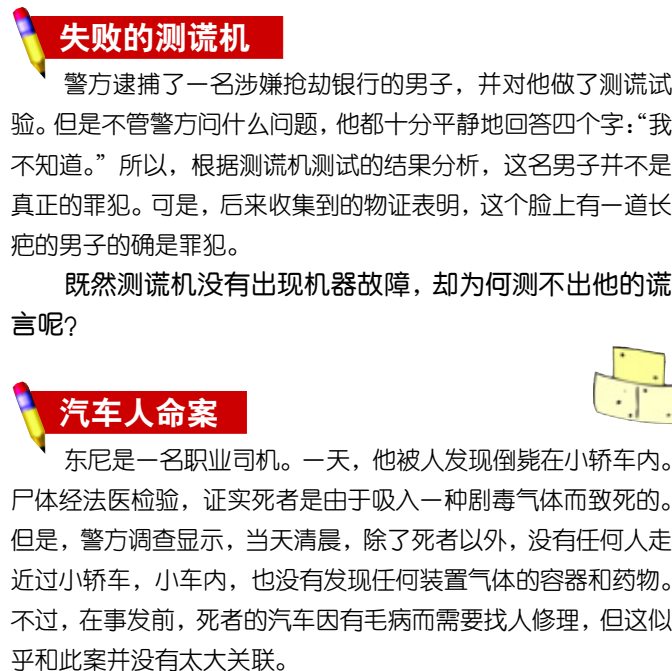 失败的测谎机
警方逮捕了一名涉嫌抢劫银行的男子，并对他做了测谎试
验。但是不管警方问什么问题，他都十分平静地回答四个字：“我
不知道。”所以，根据测谎机测试的结果分析，这名男子并不是
真正的罪犯。可是，后来收集到的物证表明，这个脸上有一道长
疤的男子的确是罪犯。
既然测谎机没有出现机器故障，却为何测不出他的谎
言呢？
汽车人命案
东尼是一名职业司机。一天，他被人发现倒毙在小轿车内。
尸体经法医检验，证实死者是由于吸入一种剧毒气体而致死的。
但是，警方调查显示，当天清晨，除了死者以外，没有任何人走
近过小轿车，小车内，也没有发现任何装置气体的容器和药物。
不过，在事发前，死者的汽车因有毛病而需要找人修理，但这似
乎和此案并没有太大关联。